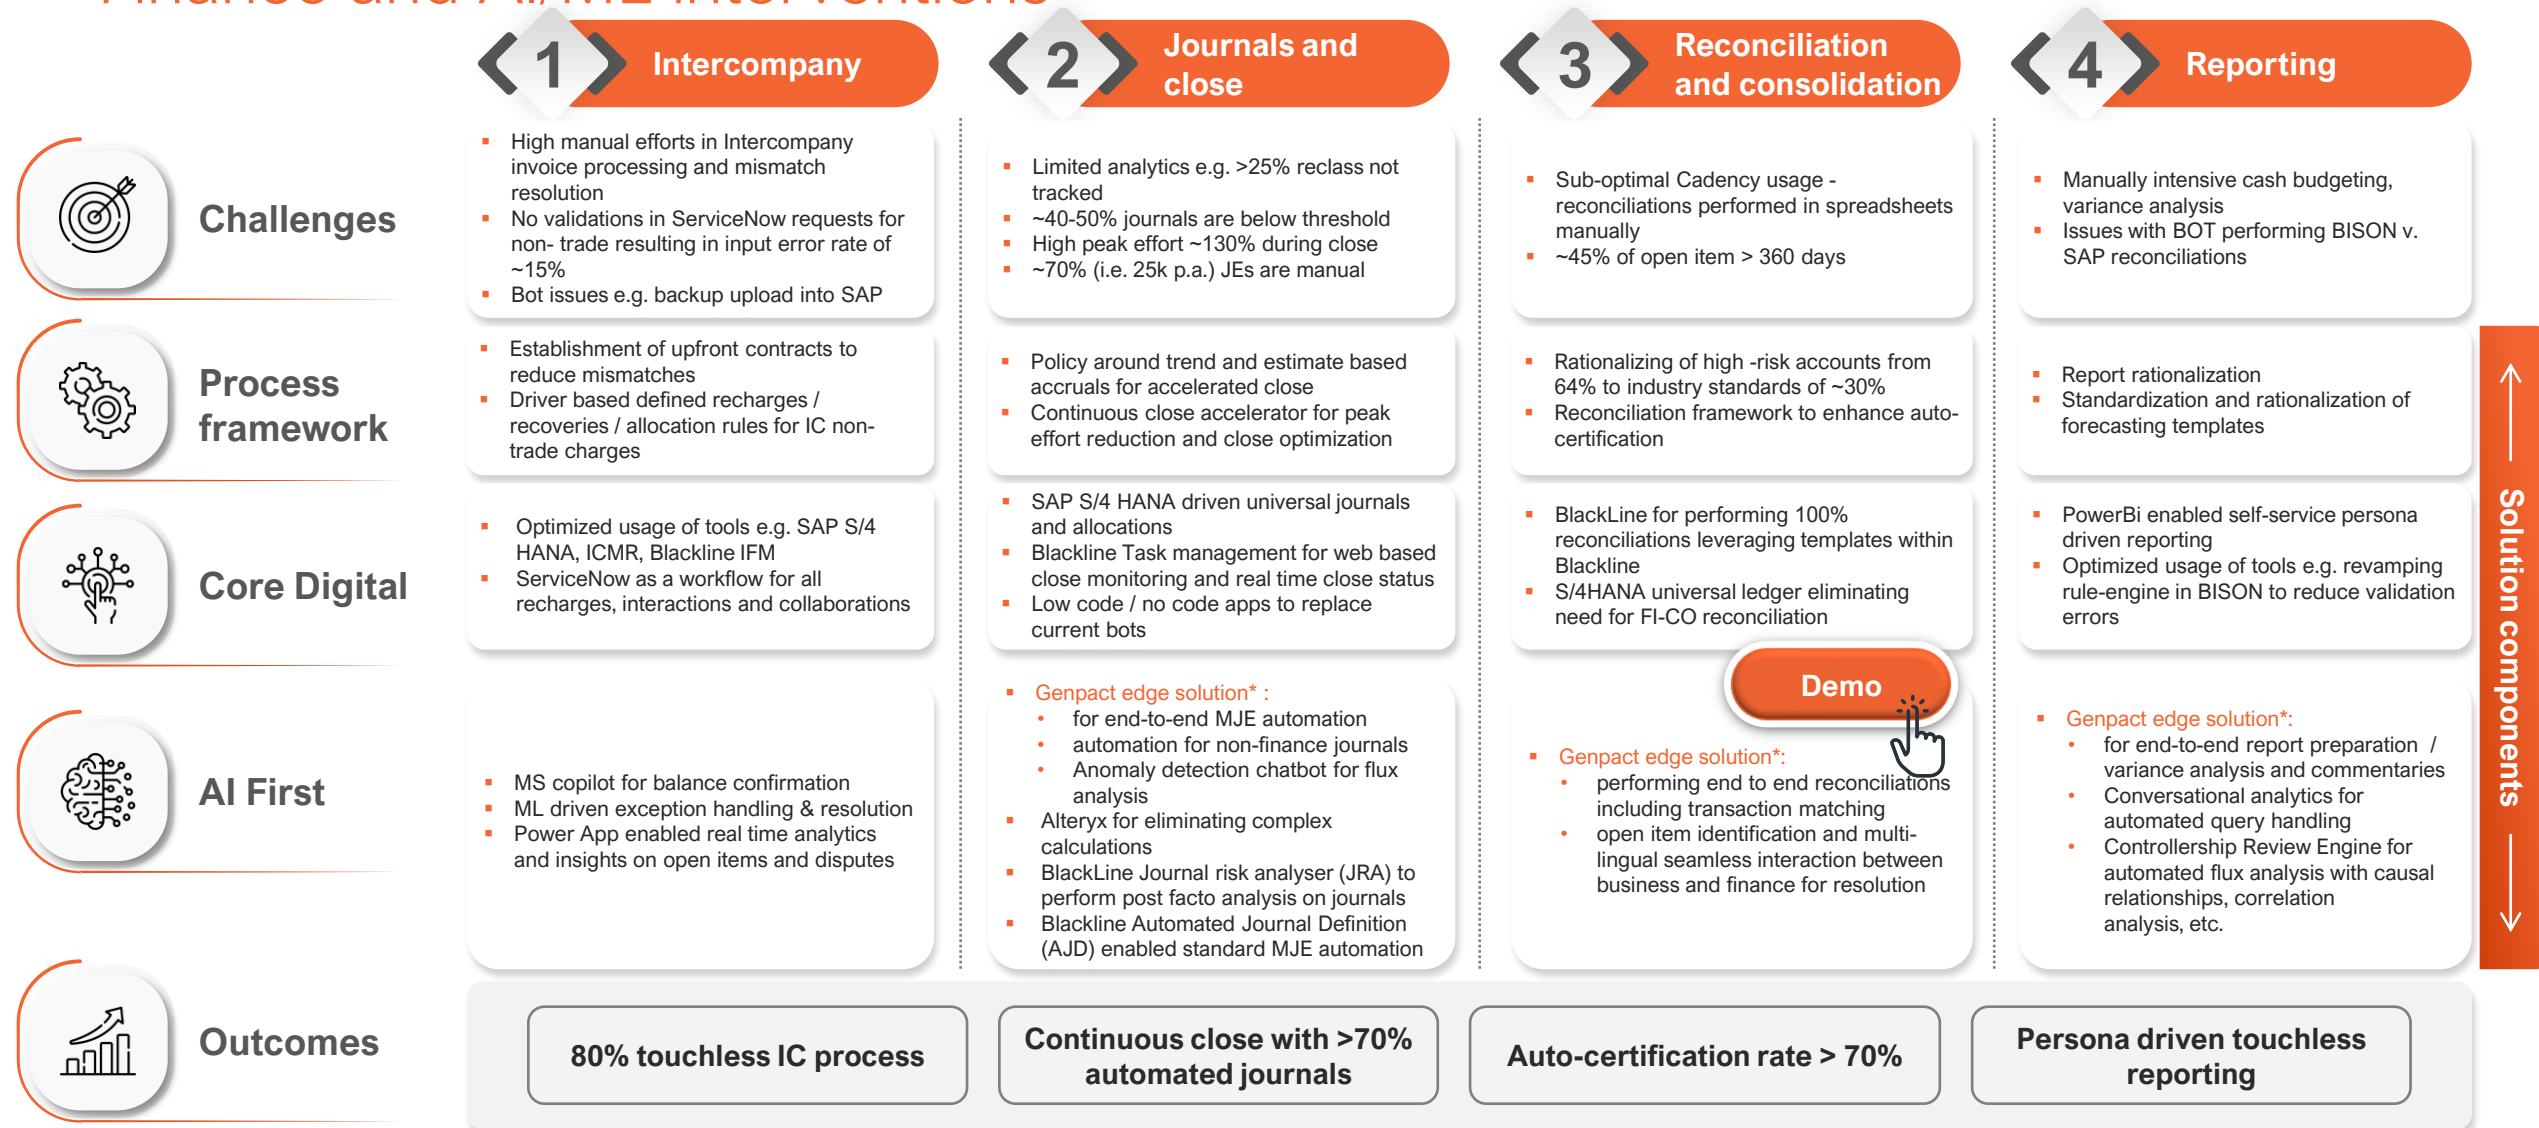 Finance and AI/ML interventions
1
Intercompany
2
Journals and
close
3
Reconciliation
and consolidation
4
Reporting
Challenges
High manual efforts in Intercompany
invoice processing and mismatch
resolution
No validations in ServiceNow requests for
non- trade resulting in input error rate of
~15%
Bot issues e.g. backup upload into SAP
Limited analytics e.g. >25% reclass not
tracked
~40-50% journals are below threshold
High peak effort ~130% during close
~70% (i.e. 25k p.a.) JEs are manual
Sub-optimal Cadency usage -
reconciliations performed in spreadsheets
manually
~45% of open item > 360 days
Manually intensive cash budgeting,
variance analysis
Issues with BOT performing BISON v.
SAP reconciliations
Process
framework
Establishment of upfront contracts to
reduce mismatches
Driver based defined recharges /
recoveries / allocation rules for IC non-
trade charges
Policy around trend and estimate based
accruals for accelerated close
Continuous close accelerator for peak
effort reduction and close optimization
Rationalizing of high -risk accounts from
64% to industry standards of ~30%
Reconciliation framework to enhance auto-
certification
Report rationalization
Standardization and rationalization of
forecasting templates
Core Digital
Optimized usage of tools e.g. SAP S/4
HANA, ICMR, Blackline IFM
ServiceNow as a workflow for all
recharges, interactions and collaborations
SAP S/4 HANA driven universal journals
and allocations
Blackline Task management for web based
close monitoring and real time close status
Low code / no code apps to replace
current bots
BlackLine for performing 100%
reconciliations leveraging templates within
Blackline
S/4HANA universal ledger eliminating
need for FI-CO reconciliation
PowerBi enabled self-service persona
driven reporting
Optimized usage of tools e.g. revamping
rule-engine in BISON to reduce validation
errors
AI First
MS copilot for balance confirmation
ML driven exception handling & resolution
Power App enabled real time analytics
and insights on open items and disputes
Genpact edge solution* :
for end-to-end MJE automation
automation for non-finance journals
Anomaly detection chatbot for flux
analysis
Alteryx for eliminating complex
calculations
BlackLine Journal risk analyser (JRA) to
perform post facto analysis on journals
Blackline Automated Journal Definition
(AJD) enabled standard MJE automation
Demo
Genpact edge solution*:
performing end to end reconciliations
including transaction matching
open item identification and multi-
lingual seamless interaction between
business and finance for resolution
Genpact edge solution*:
for end-to-end report preparation /
variance analysis and commentaries
Conversational analytics for
automated query handling
Controllership Review Engine for
automated flux analysis with causal
relationships, correlation
analysis, etc.
Solution components
Outcomes
80% touchless IC process
Continuous close with >70%
automated journals
Auto-certification rate > 70%
Persona driven touchless
reporting